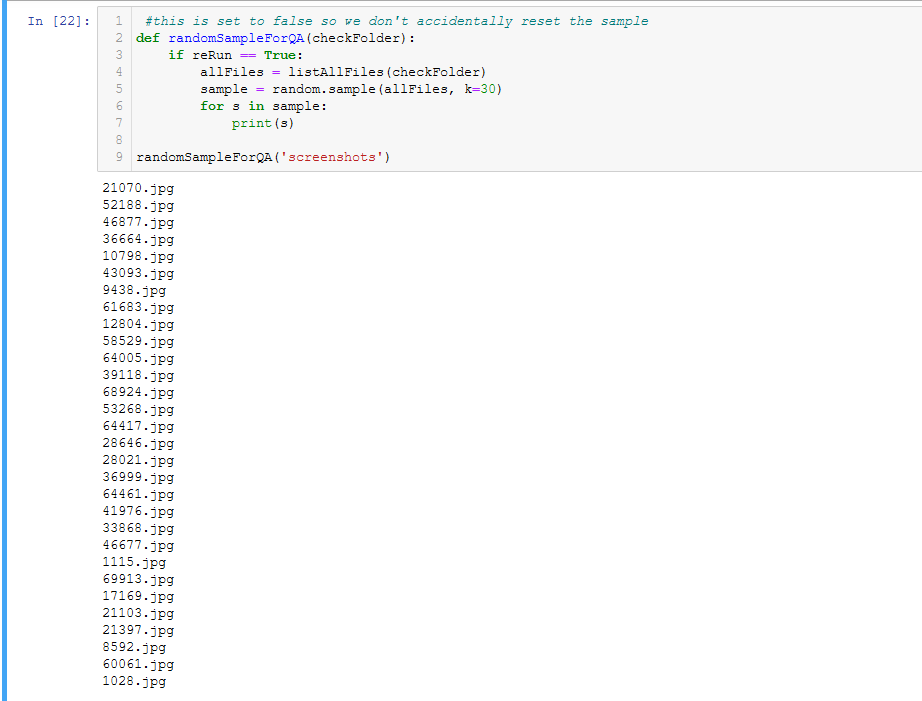 In [22]:
1 #this is set to false so we don't accidentally reset the sample
2 def randomSampleForQA(checkFolder):
3     if reRun == True:
4         allFiles = listAllFiles(checkFolder)
5         sample = random.sample(allFiles, k=30)
6         for s in sample:
7             print(s)
8
9 randomSampleForQA('screenshots')
21070.jpg
52188.jpg
46877.jpg
36664.jpg
10798.jpg
43093.jpg
9438.jpg
61683.jpg
12804.jpg
58529.jpg
64005.jpg
39118.jpg
68924.jpg
53268.jpg
64417.jpg
28646.jpg
28021.jpg
36999.jpg
64461.jpg
41976.jpg
33868.jpg
46677.jpg
1115.jpg
69913.jpg
17169.jpg
21103.jpg
21397.jpg
8592.jpg
60061.jpg
1028.jpg